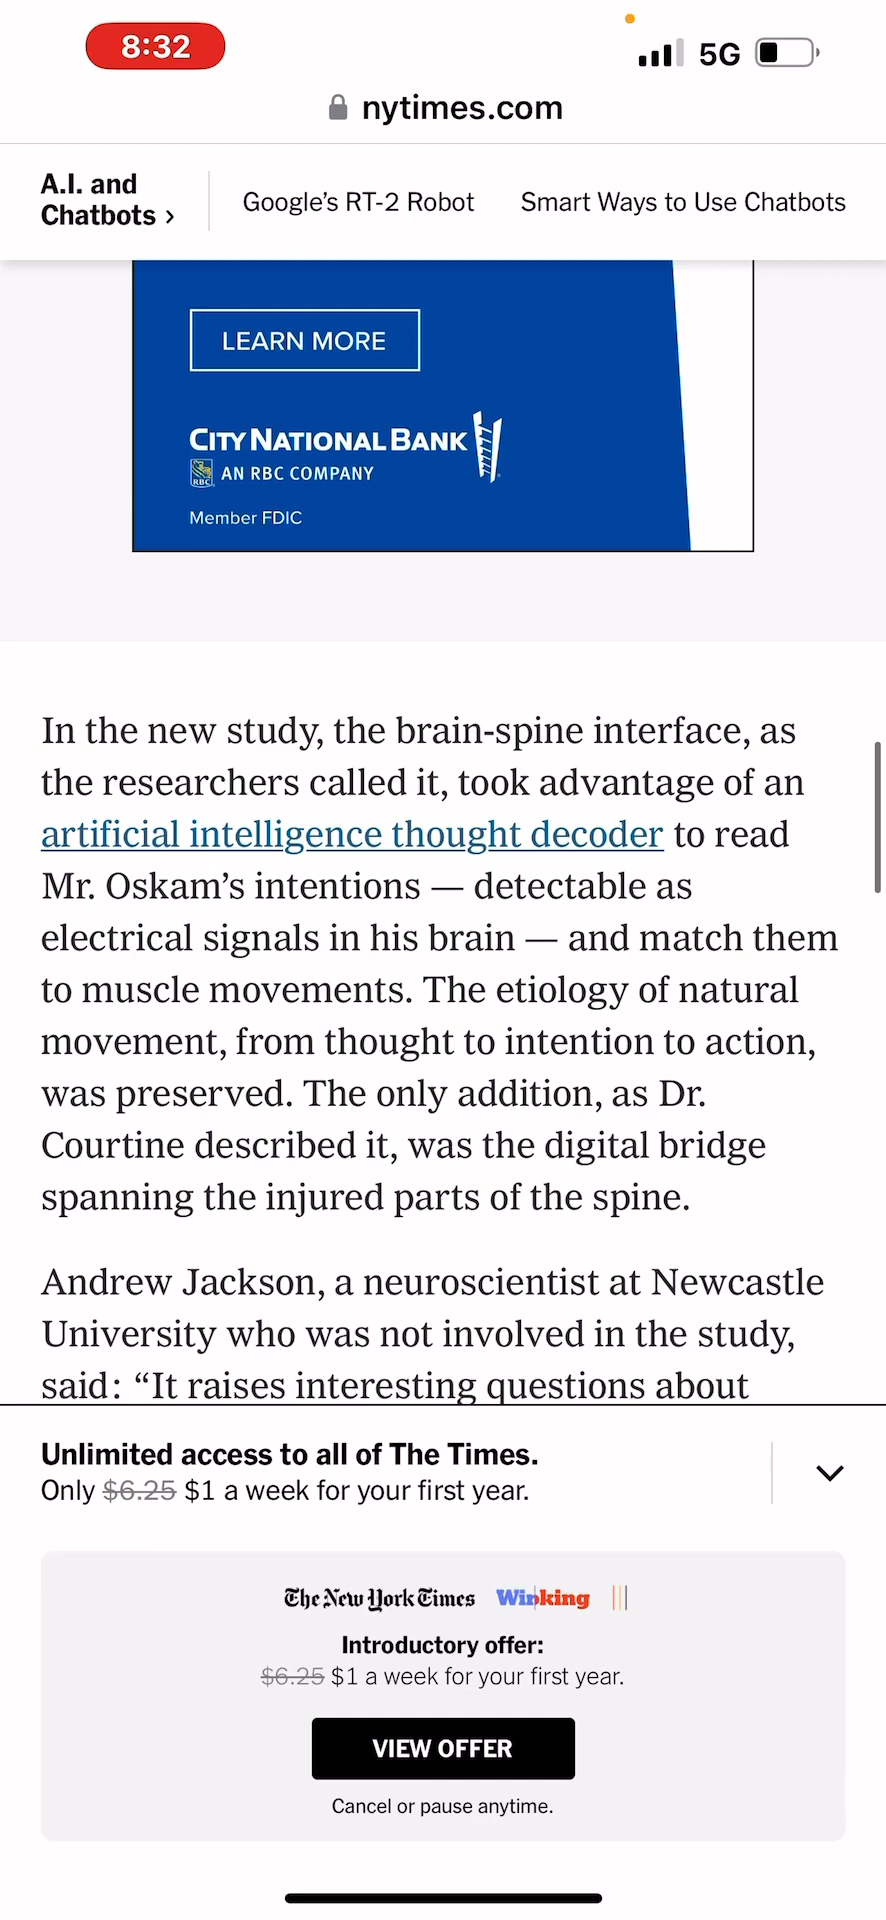 8:32
5G
nytimes.com
A.I. and
Chatbots ›
Google’s RT-2 Robot
Smart Ways to Use Chatbots
LEARN MORE
CITY NATIONAL BANK
RBC
AN RBC COMPANY
Member FDIC
In the new study, the brain-spine interface, as
the researchers called it, took advantage of an
artificial intelligence thought decoder to read
Mr. Oskam’s intentions — detectable as
electrical signals in his brain — and match them
to muscle movements. The etiology of natural
movement, from thought to intention to action,
was preserved. The only addition, as Dr.
Courtine described it, was the digital bridge
spanning the injured parts of the spine.
Andrew Jackson, a neuroscientist at Newcastle
University who was not involved in the study,
said: “It raises interesting questions about
Unlimited access to all of The Times.
Only $6.25 $1 a week for your first year.
The New York Times
Introductory offer:
$6.25 $1 a week for your first year.
VIEW OFFER
Cancel or pause anytime.